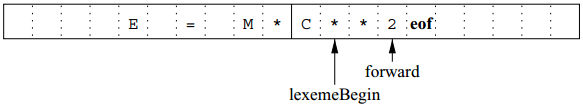 E = M * C * * 2 eof
forward
lexemeBegin